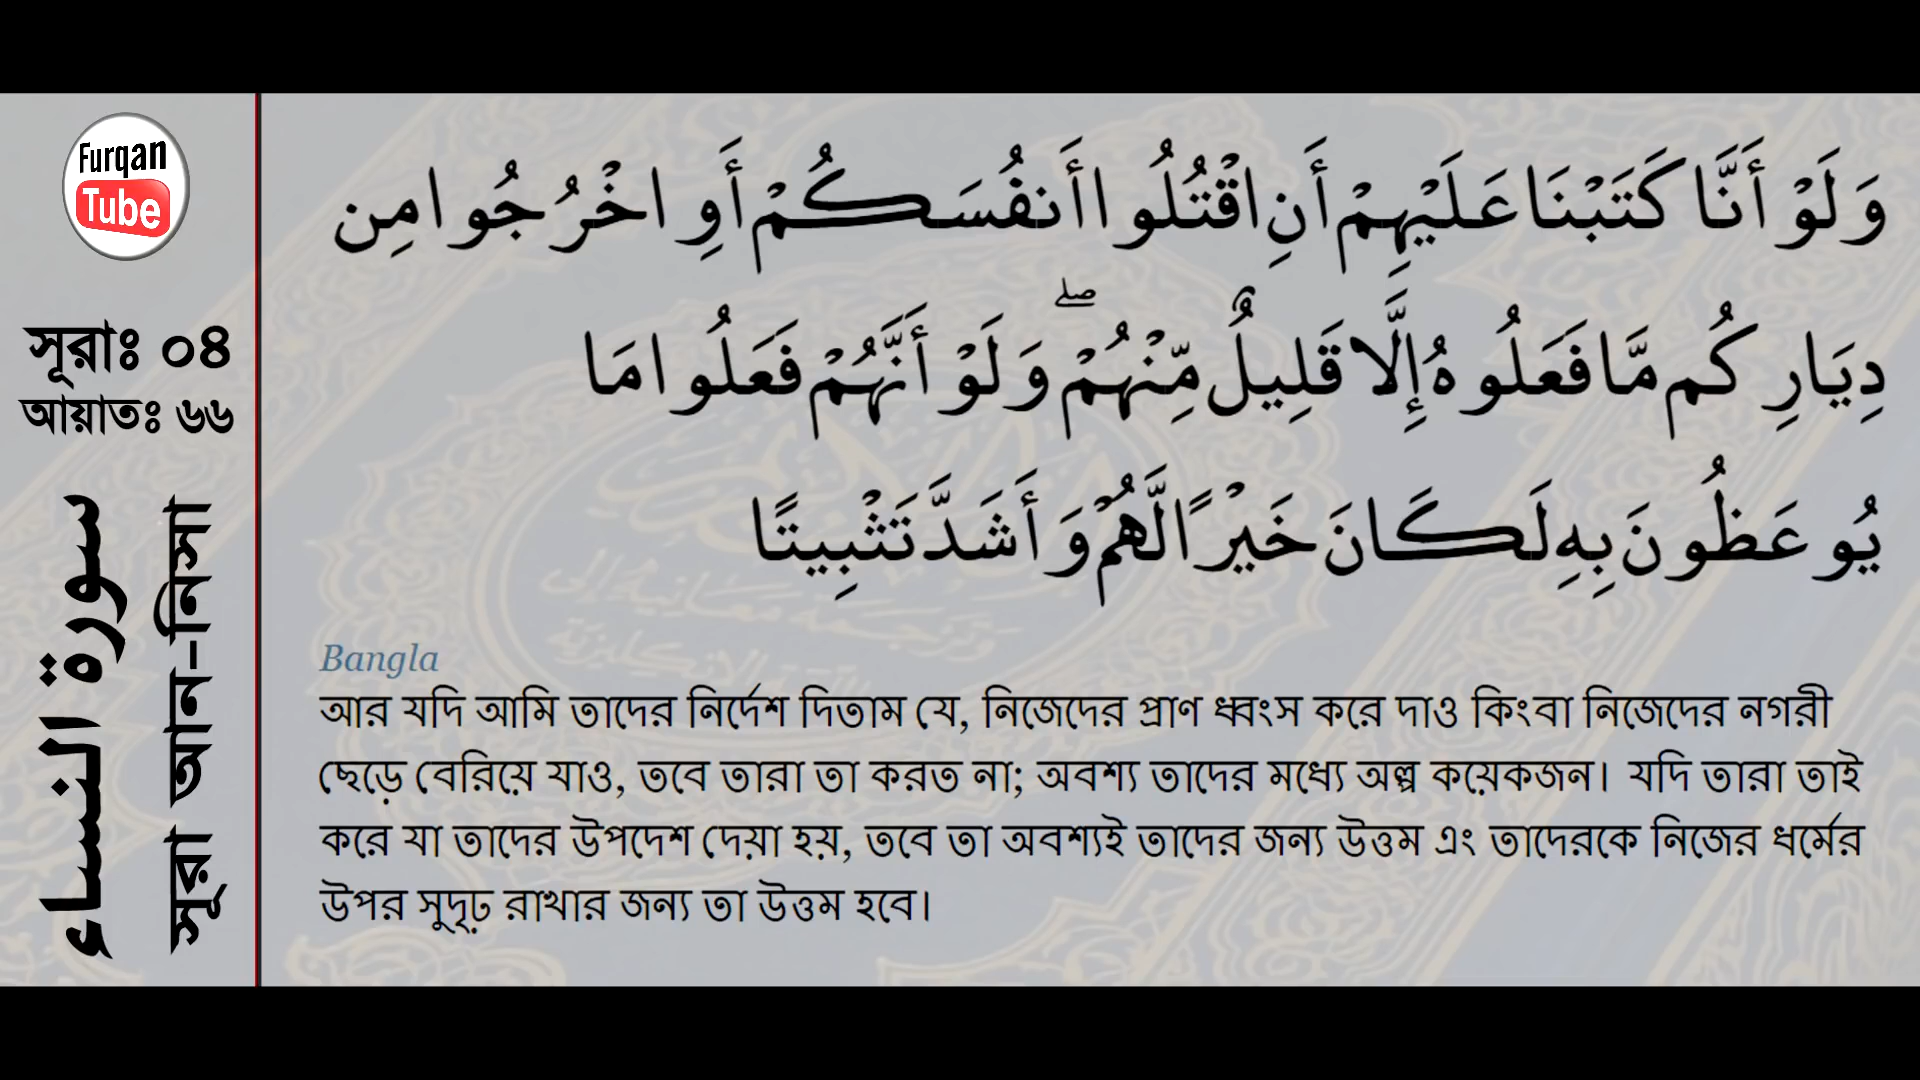 Furqan
Tube
সূরাঃ ০৪
আয়াতঃ ৬৬
سورة النساء
সূরা আন-নিসা
وَلَوْ أَنَّا كَتَبْنَا عَلَيْهِمْ أَنِ اقْتُلُوا أَنفُسَكُمْ أَوِ اخْرُجُوا مِن
دِيَارِكُم مَّا فَعَلُوهُ إِلَّا قَلِيلٌ مِّنْهُمْ ۖ وَلَوْ أَنَّهُمْ فَعَلُوا مَا
يُوعَظُونَ بِهِ لَكَانَ خَيْرًا لَّهُمْ وَأَشَدَّ تَثْبِيتًا
Bangla
আর যদি আমি তাদের নির্দেশ দিতাম যে, নিজেদের প্রাণ ধ্বংস করে দাও কিংবা নিজেদের নগরী
ছেড়ে বেরিয়ে যাও, তবে তারা তা করত না; অবশ্য তাদের মধ্যে অল্প কয়েকজন। যদি তারা তাই
করে যা তাদের উপদেশ দেয়া হয়, তবে তা অবশ্যই তাদের জন্য উত্তম এং তাদেরকে নিজের ধর্মের
উপর সুদৃঢ় রাখার জন্য তা উত্তম হবে।